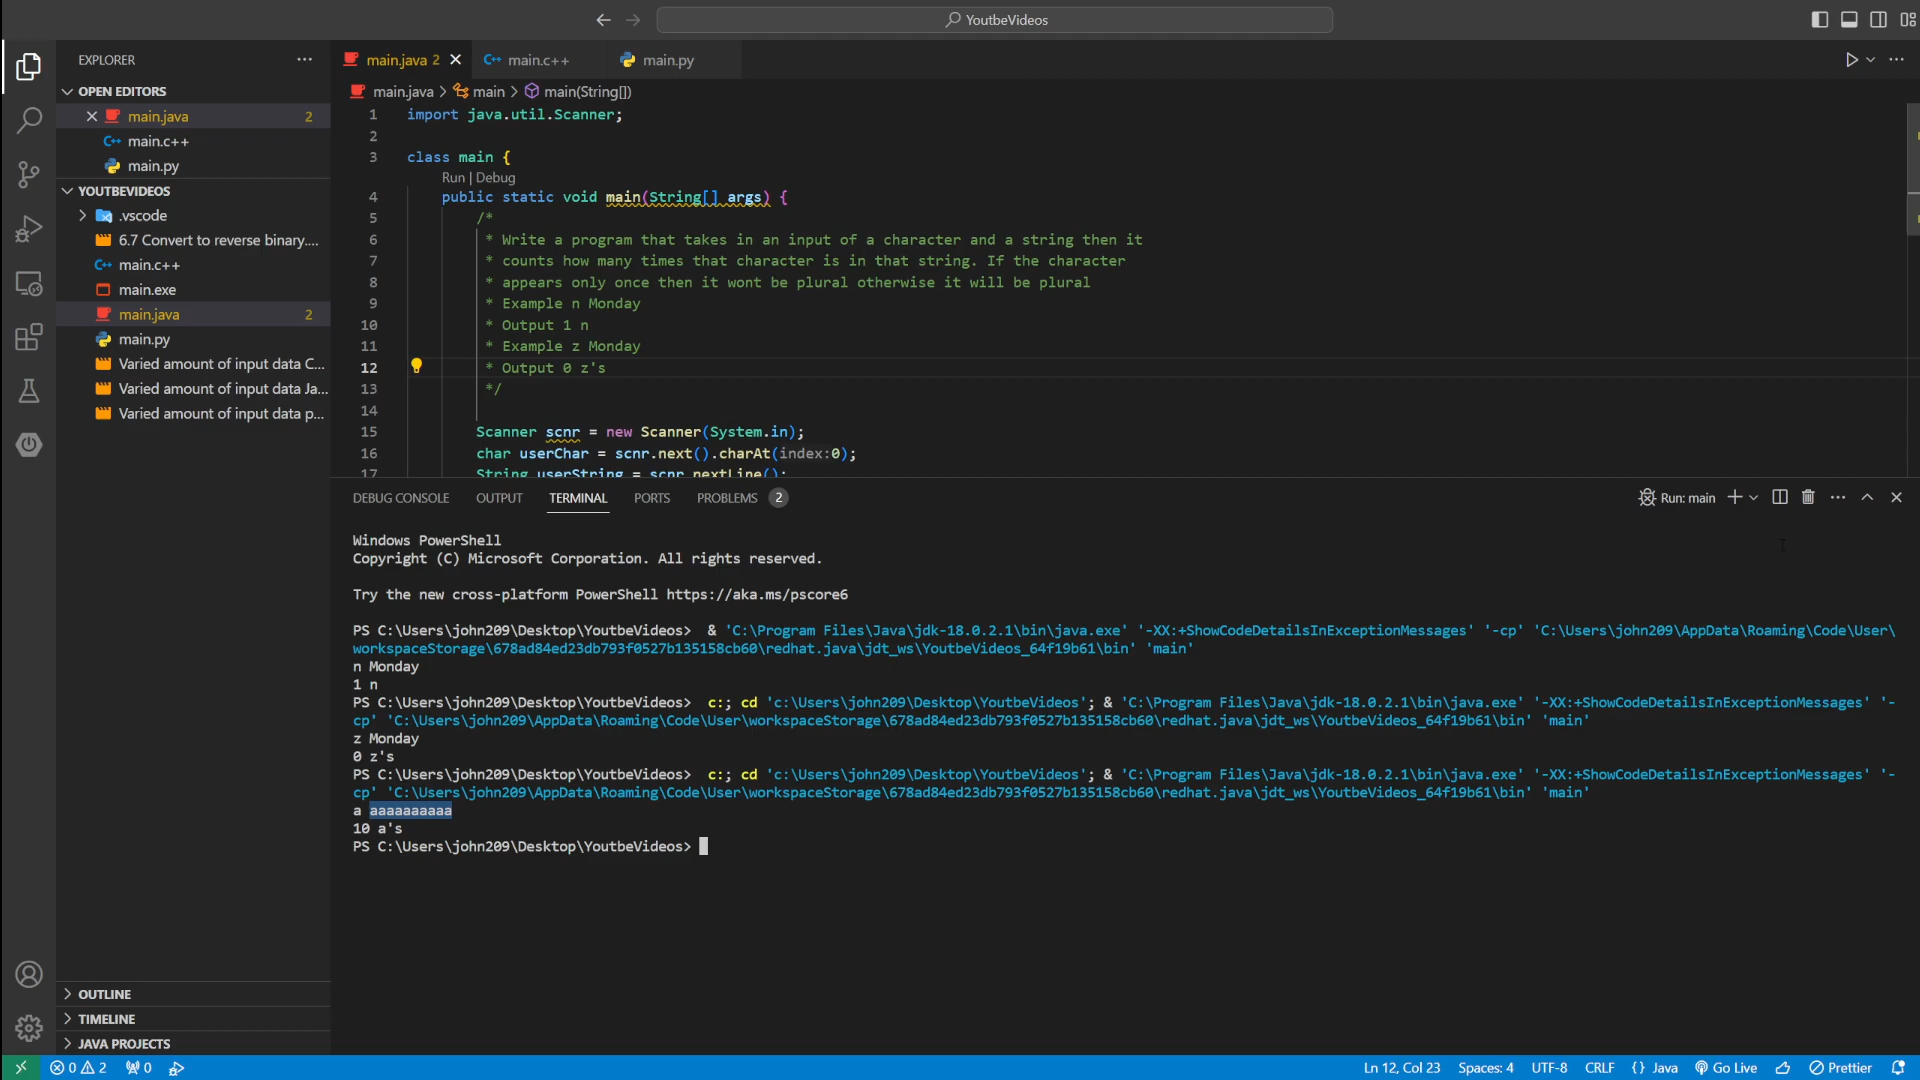 YoutbeVideos
EXPLORER
main.java 2
main.c++
main.py
OPEN EDITORS
main.java 2
main.c++
main.py
YOUTBEVIDEOS
.vscode
6.7 Convert to reverse binary....
main.c++
main.exe
main.java 2
main.py
Varied amount of input data C...
Varied amount of input data Ja...
Varied amount of input data p...
OUTLINE
TIMELINE
JAVA PROJECTS
main.java > main > main(String[])
1 import java.util.Scanner;
2
3 class main {
Run | Debug
4 public static void main(String[] args) {
5 /*
6 * Write a program that takes in an input of a character and a string then it
7 * counts how many times that character is in that string. If the character
8 * appears only once then it wont be plural otherwise it will be plural
9 * Example n Monday
10 * Output 1 n
11 * Example z Monday
12 * Output 0 z's
13 */
14
15 Scanner scnr = new Scanner(System.in);
16 char userChar = scnr.next().charAt(index:0);
17 String userString = scnr.nextLine();
DEBUG CONSOLE OUTPUT TERMINAL PORTS PROBLEMS 2
Run: main
Windows PowerShell
Copyright (C) Microsoft Corporation. All rights reserved.
Try the new cross-platform PowerShell https://aka.ms/pscore6
PS C:\Users\john209\Desktop\YoutbeVideos> & 'C:\Program Files\Java\jdk-18.0.2.1\bin\java.exe' '-XX:+ShowCodeDetailsInExceptionMessages' '-cp' 'C:\Users\john209\AppData\Roaming\Code\User\
workspaceStorage\678ad84ed23db793f0527b135158cb60\redhat.java\jdt_ws\YoutbeVideos_64f19b61\bin' 'main'
n Monday
1 n
PS C:\Users\john209\Desktop\YoutbeVideos> c:; cd 'c:\Users\john209\Desktop\YoutbeVideos'; & 'C:\Program Files\Java\jdk-18.0.2.1\bin\java.exe' '-XX:+ShowCodeDetailsInExceptionMessages' '-
cp' 'C:\Users\john209\AppData\Roaming\Code\User\workspaceStorage\678ad84ed23db793f0527b135158cb60\redhat.java\jdt_ws\YoutbeVideos_64f19b61\bin' 'main'
z Monday
0 z's
PS C:\Users\john209\Desktop\YoutbeVideos> c:; cd 'c:\Users\john209\Desktop\YoutbeVideos'; & 'C:\Program Files\Java\jdk-18.0.2.1\bin\java.exe' '-XX:+ShowCodeDetailsInExceptionMessages' '-
cp' 'C:\Users\john209\AppData\Roaming\Code\User\workspaceStorage\678ad84ed23db793f0527b135158cb60\redhat.java\jdt_ws\YoutbeVideos_64f19b61\bin' 'main'
a aaaaaaaaaa
10 a's
PS C:\Users\john209\Desktop\YoutbeVideos>
0 2 0
Ln 12, Col 23 Spaces: 4 UTF-8 CRLF {} Java Go Live Prettier